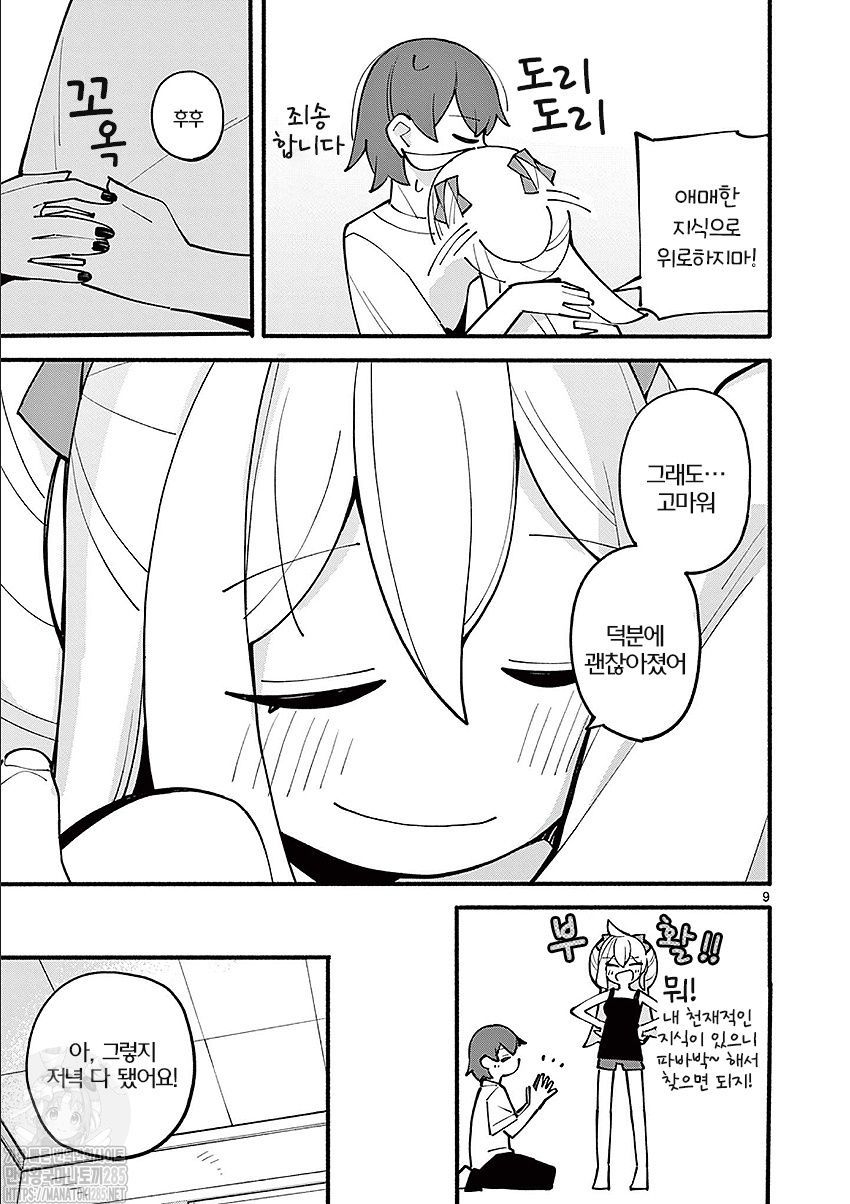 도리
도리
죄송
합니다
애매한
지식으로
위로하지마!
후후
꼬옥
그래도…
고마워
덕분에
괜찮아졌어
9
부 활!!
뭐!
내 천재적인
지식이 있으니
파바박~ 해서
찾으면 되지!
아, 그렇지
저녁 다 됐어요!
HTTPS://MANATOKI285.NET